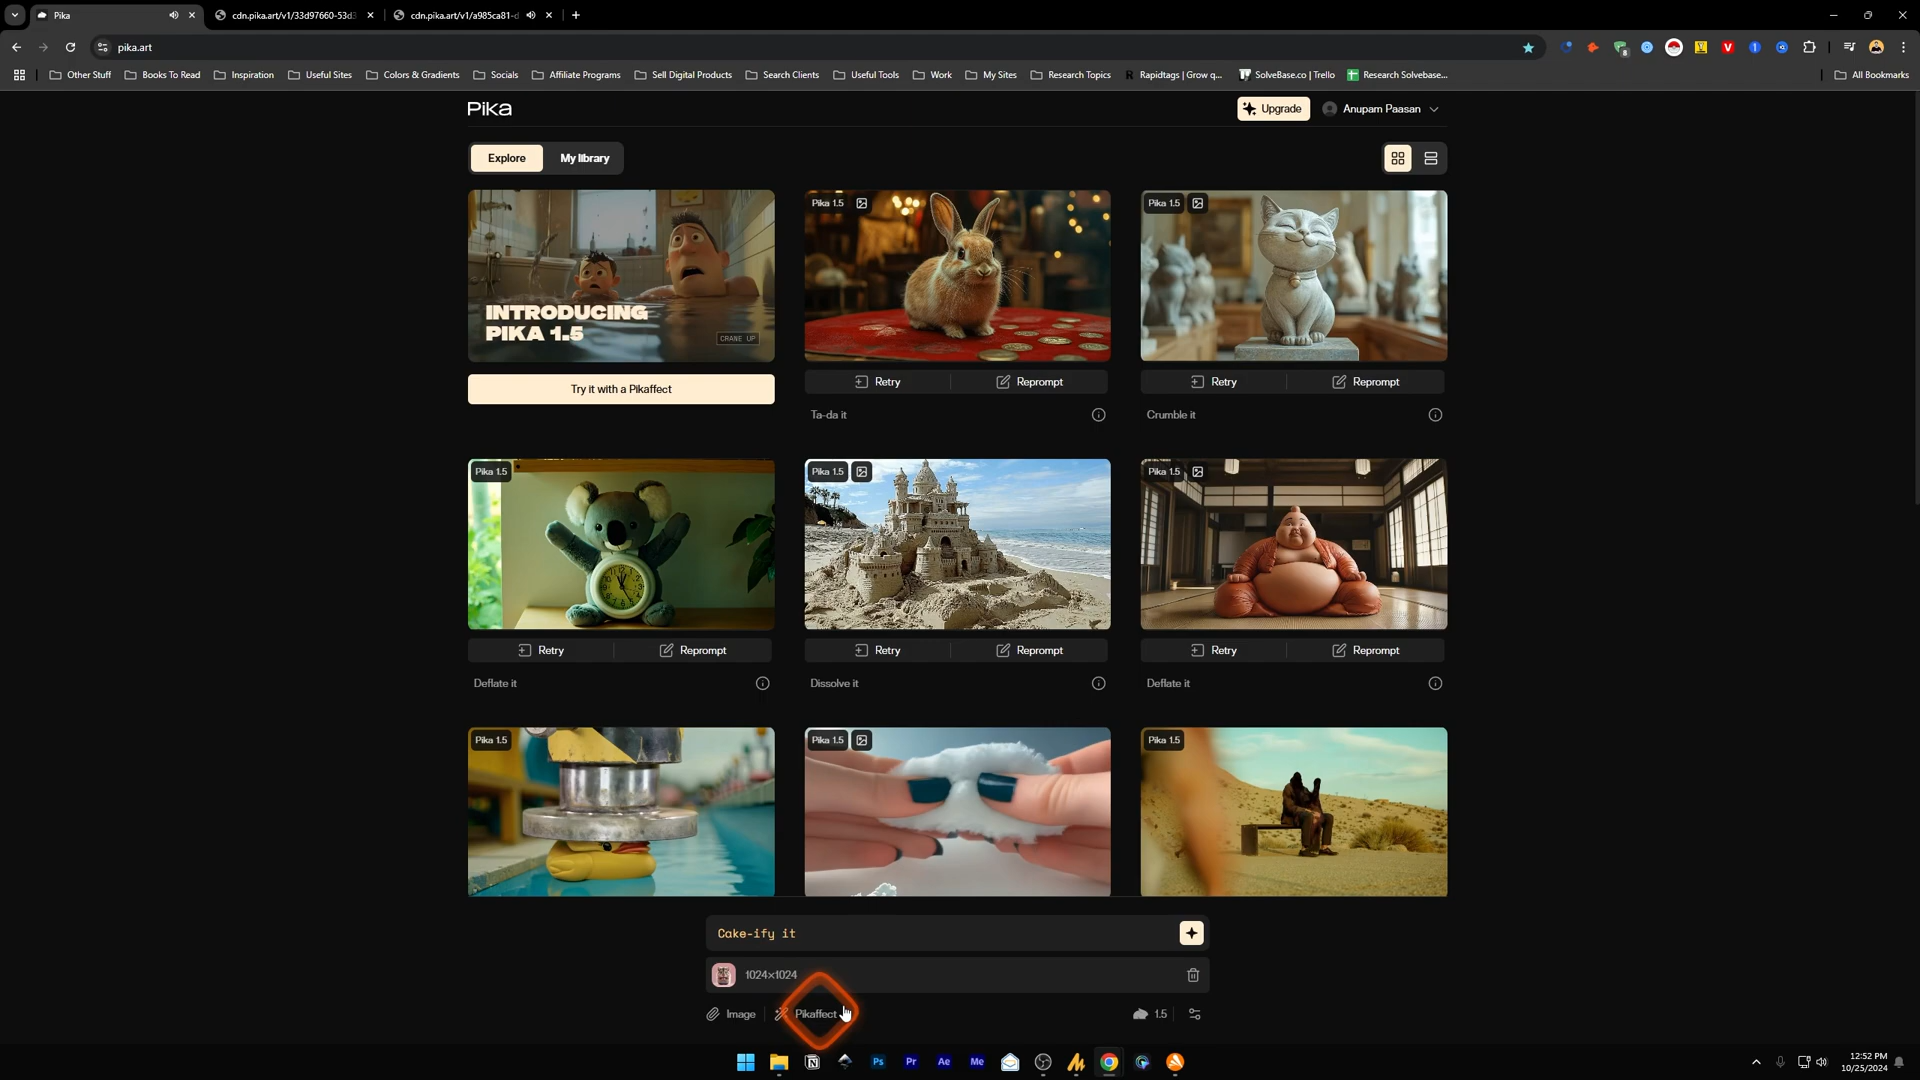 Pika
cdn.pika.art/v1/33d97660-53d3
cdn.pika.art/v1/a985ca81-d
pika.art
Other Stuff
Books To Read
Inspiration
Useful Sites
Colors & Gradients
Socials
Affiliate Programs
Sell Digital Products
Search Clients
Useful Tools
Work
My Sites
Research Topics
Rapidtags | Grow q...
SolveBase.co | Trello
Research Solvebase...
All Bookmarks
Pika
Upgrade
Anupam Paasan
Explore
My library
INTRODUCING
PIKA 1.5
CRANE UP
Pika 1.5
Pika 1.5
Try it with a Pikaffect
Retry
Reprompt
Retry
Reprompt
Ta-da it
Crumble it
Pika 1.5
Pika 1.5
Pika 1.5
Retry
Reprompt
Retry
Reprompt
Retry
Reprompt
Deflate it
Dissolve it
Deflate it
Pika 1.5
Pika 1.5
Pika 1.5
Cake-ify it
1024×1024
Image
Pikaffect
1.5
Ps
Pr
Ae
Me
12:52 PM
10/25/2024